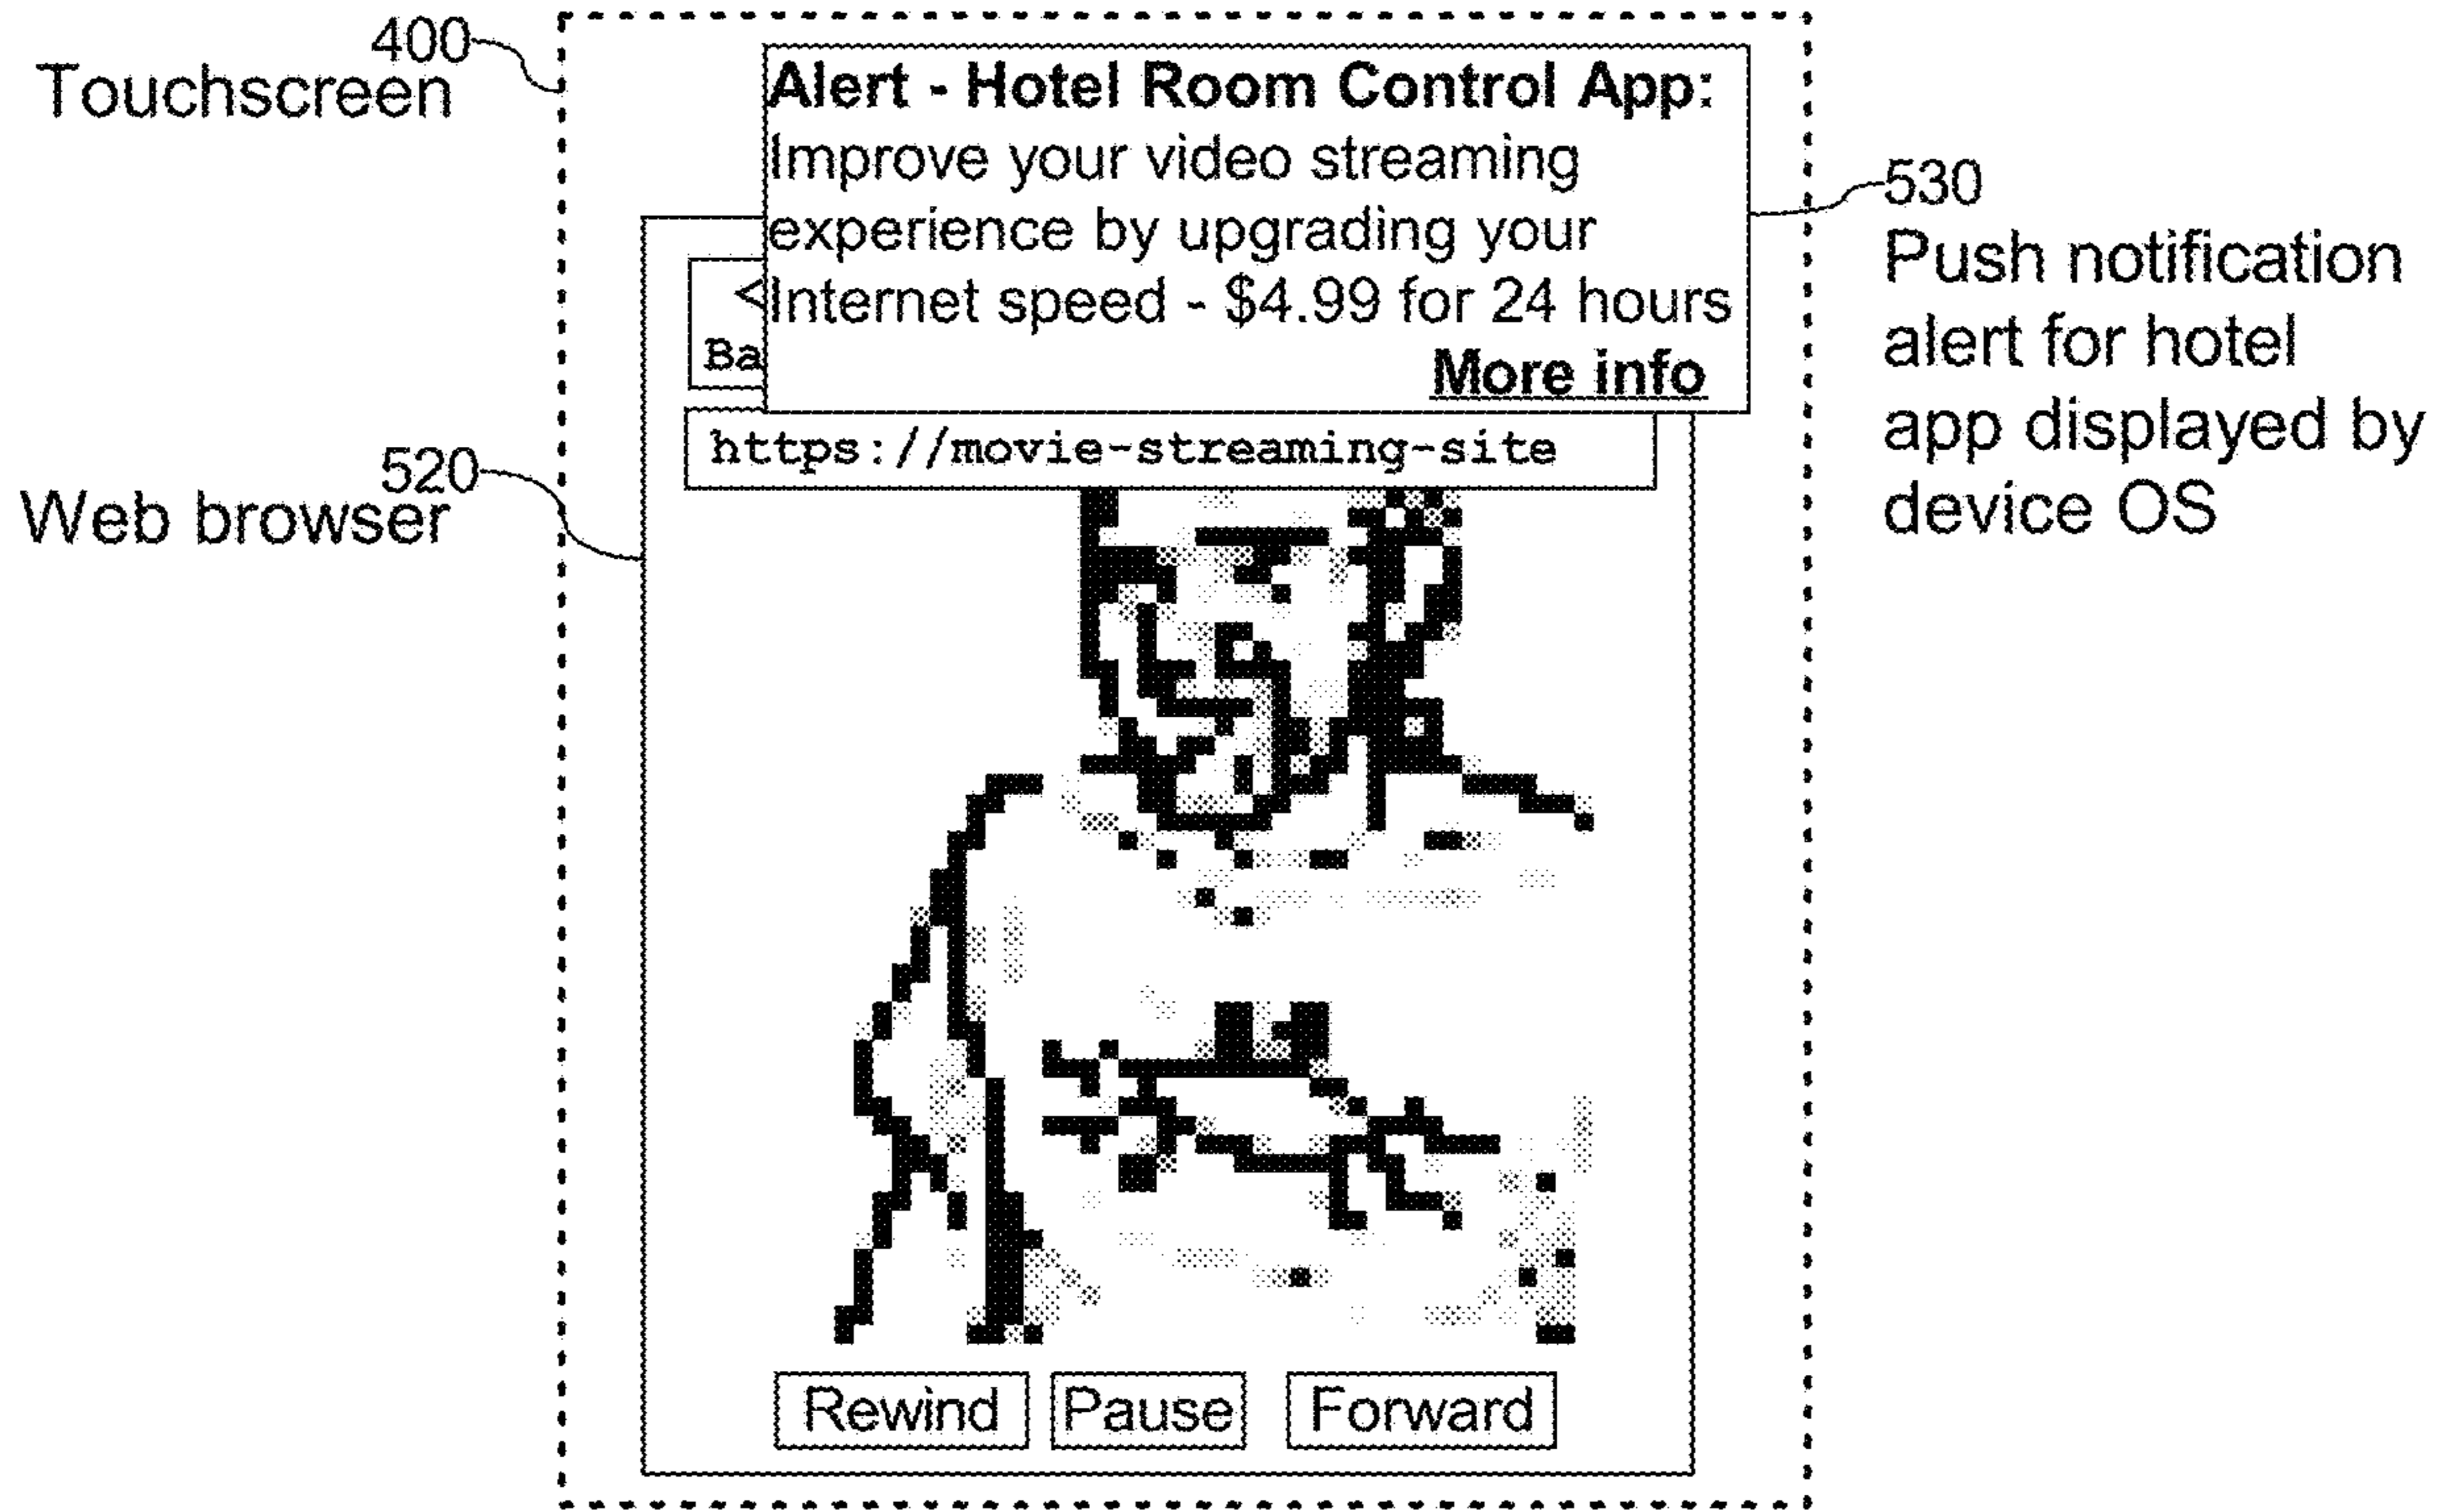 400
Touchscreen
Alert - Hotel Room Control App:
Improve your video streaming
experience by upgrading your
Internet speed - $4.99 for 24 hours
More info
<
Ba
530
Push notification
alert for hotel
app displayed by
device OS
520
Web browser
https://movie-streaming-site
Rewind
Pause
Forward